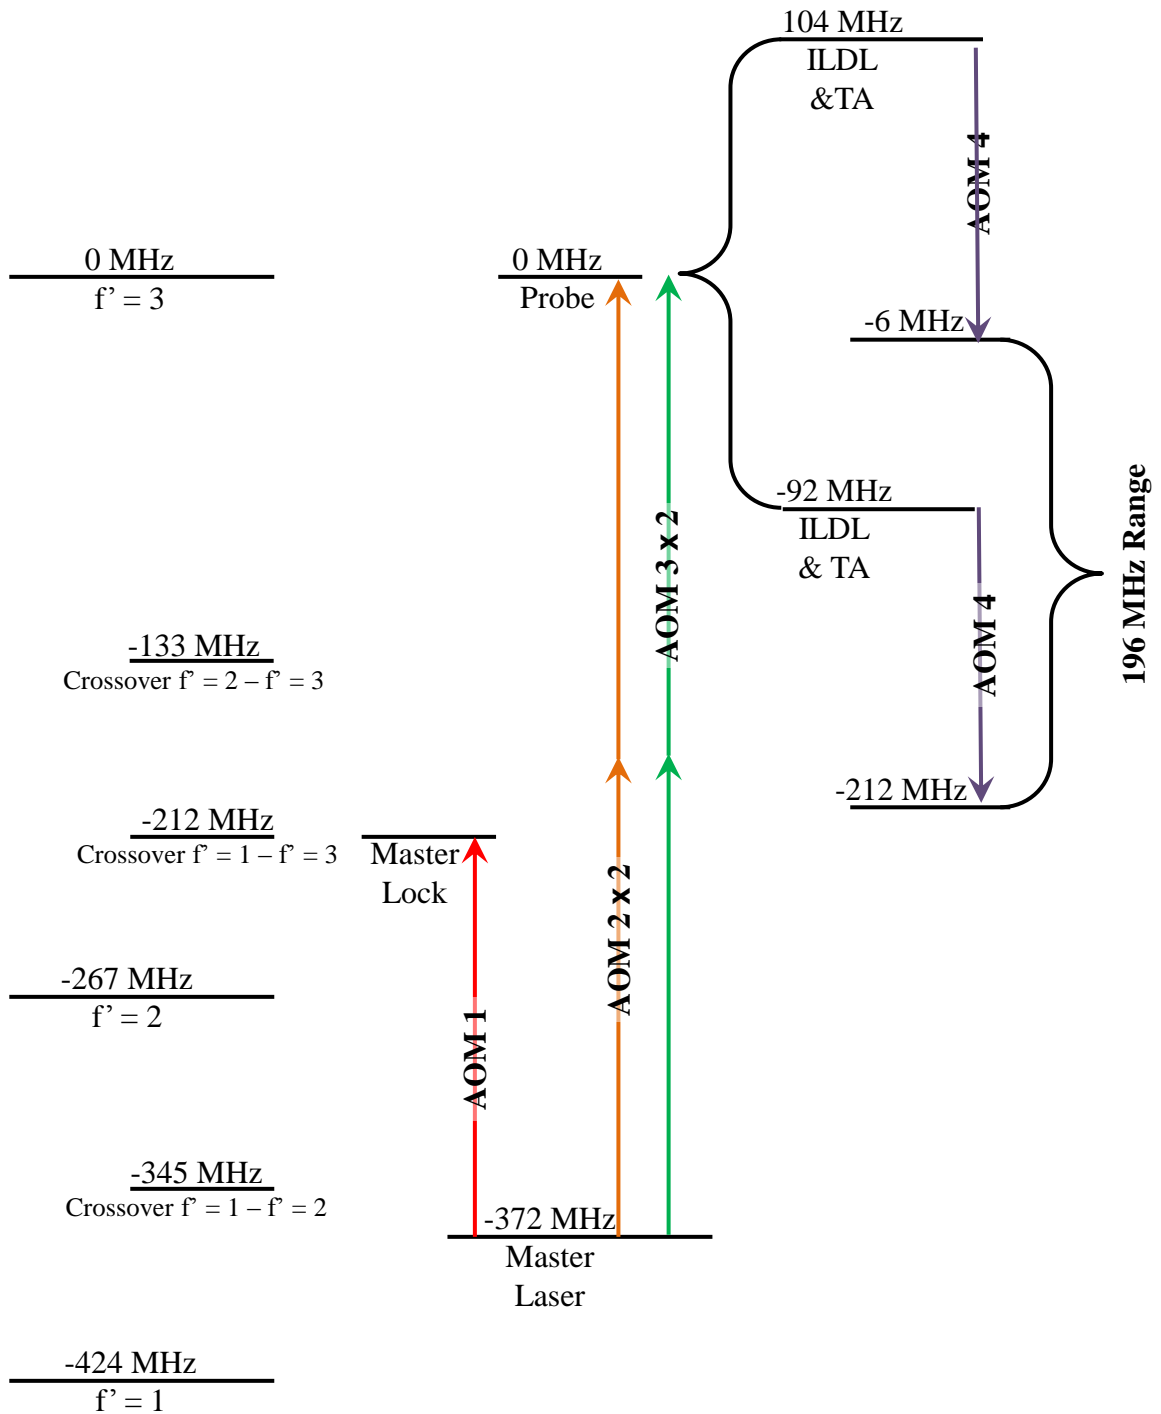 104 MHz
ILDL
&TA
AOM 4
0 MHz
f' = 3
0 MHz
Probe
-6 MHz
-92 MHz
ILDL
& TA
AOM 4
196 MHz Range
AOM 3 x 2
-133 MHz
Crossover f' = 2 – f' = 3
-212 MHz
-212 MHz
Crossover f' = 1 – f' = 3
Master
Lock
AOM 2 x 2
-267 MHz
f' = 2
AOM 1
-345 MHz
Crossover f' = 1 – f' = 2
-372 MHz
Master
Laser
-424 MHz
f' = 1